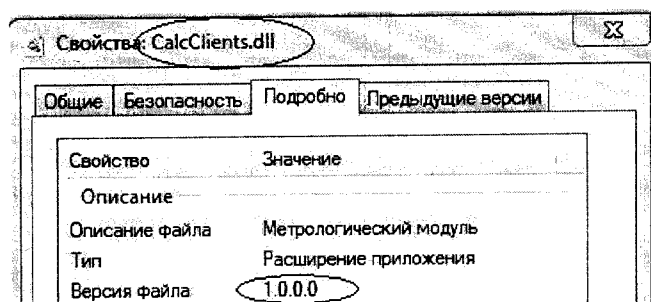 Свойства: CalcClients.dll
Общие Безопасность Подробно Предыдущие версии
Свойство Значение
Описание
Описание файла Метрологический модуль
Тип Расширение приложения
Версия файла 1.0.0.0